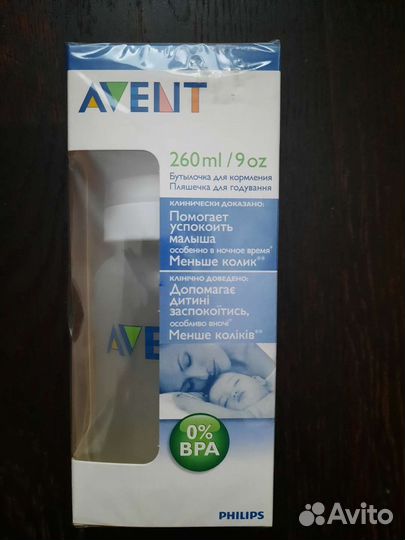 AVENT
260ml/9oz
Бутылочка для кормления
Пляшечка для годування
КЛИНИЧЕСКИ ДОКАЗАНО:
Помогает
успокоить
малыша
особенно в ночное время*
Меньше колик**
КЛІНІЧНО ДОВЕДЕНО:
Допомагає
дитині
заспокоїтись,
особливо вночі*
Менше коліків**
AVENT
0%
BPA
PHILIPS
Avito